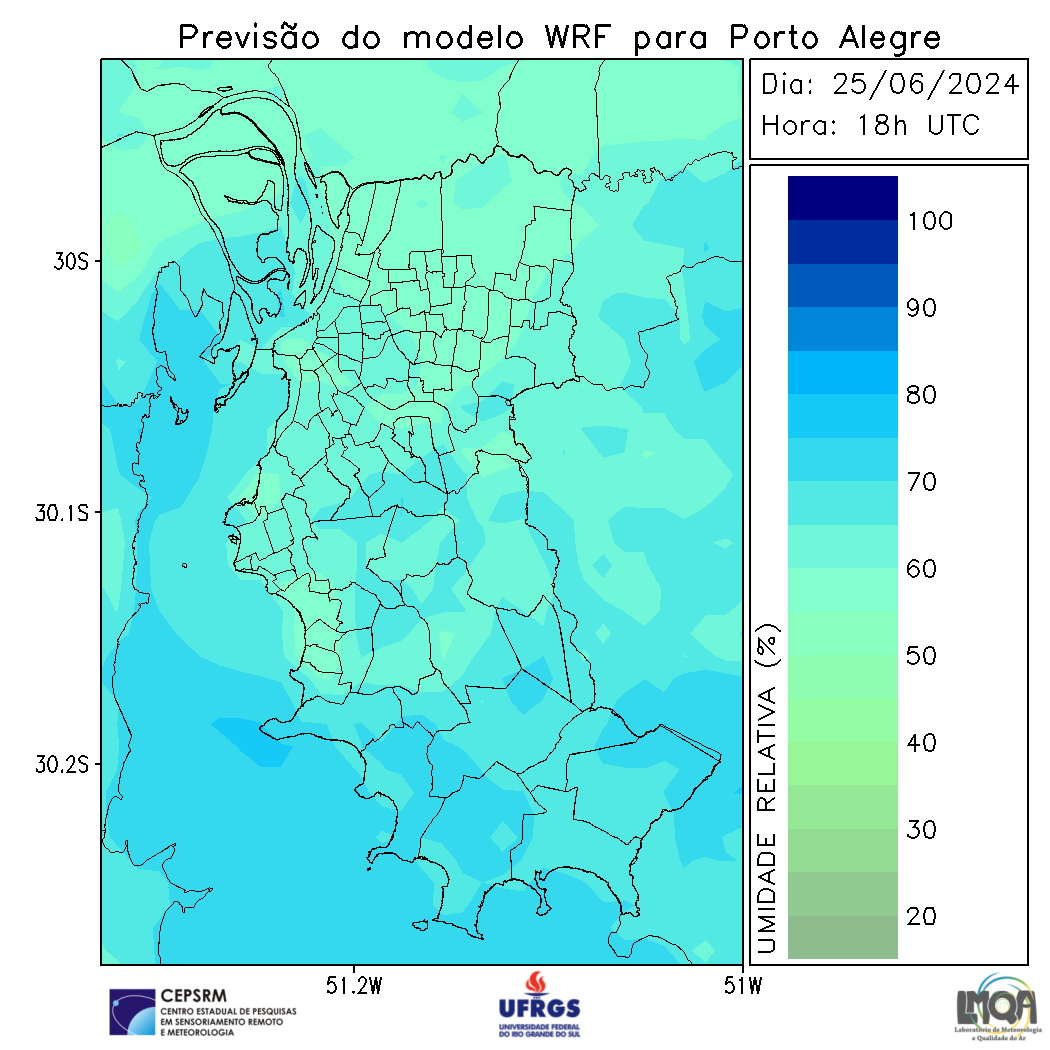 Previsão do modelo WRF para Porto Alegre
Dia: 25/06/2024
Hora: 18h UTC
100
90
80
70
60
50
40
30
20
UMIDADE RELATIVA (%)
30S
30.1S
30.2S
51.2W
51W
CEPSRM
CENTRO ESTADUAL DE PESQUISAS
EM SENSORIAMENTO REMOTO
E METEOROLOGIA
UFRGS
UNIVERSIDADE FEDERAL
DO RIO GRANDE DO SUL
LMQA
Laboratório de Meteorologia
e Qualidade do Ar